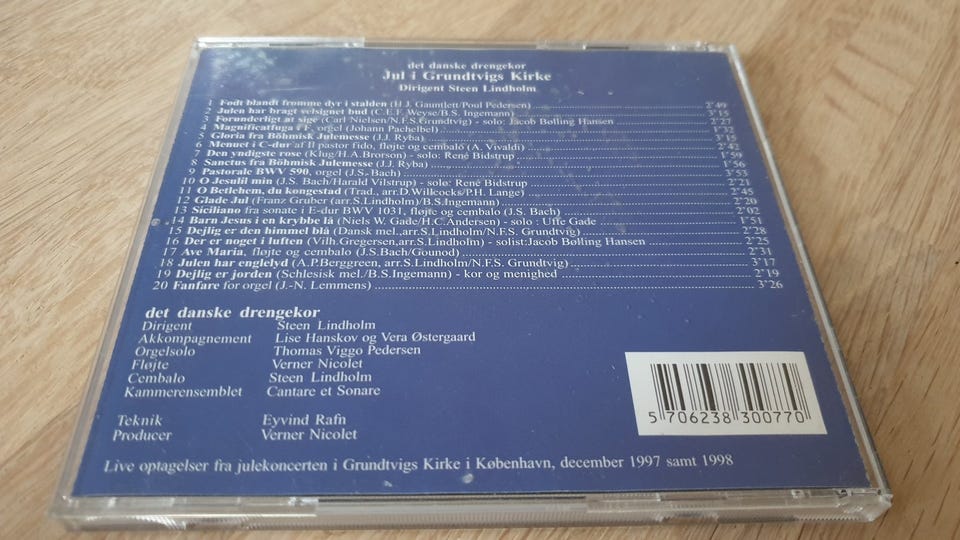 det danske drengekor
Jul i Grundtvigs Kirke
Dirigent Steen Lindholm
1 Født blandt fromme dyr i stalden (H.J. Gauntlett/Poul Pedersen) 2'49
2 Julen har bragt velsignet bud (C.E.F. Weyse/B.S. Ingemann) 3'15
3 Forunderligt at sige (Carl Nielsen/N.F.S.Grundtvig) - solo: Jacob Bølling Hansen 2'27
4 Magnificatfuga i F, orgel (Johann Pachelbel) 1'32
5 Gloria fra Böhmisk Julemesse (J.J. Ryba) 3'15
6 Menuet i C-dur af Il pastor fido, fløjte og cembalo (A. Vivaldi) 2'42
7 Den yndigste rose (Klug/H.A.Brorson) - solo: René Bidstrup 1'59
8 Sanctus fra Böhmisk Julemesse (J.J. Ryba) 1'56
9 Pastorale BWV 590, orgel (J.S. Bach) 3'53
10 O Jesulil min (J.S. Bach/Harald Vilstrup) - solo: René Bidstrup 2'21
11 O Betlehem, du kongestad (Trad., arr.D.Willcocks/P.H. Lange) 2'45
12 Glade Jul (Franz Gruber (arr.S.Lindholm)/B.S.Ingemann) 2'20
13 Siciliano fra sonate i E-dur BWV 1031, fløjte og cembalo (J.S. Bach) 2'02
14 Barn Jesus i en krybbe lå (Niels W. Gade/H.C.Andersen) - solo : Uffe Gade 1'51
15 Dejlig er den himmel blå (Dansk mel.,arr.S.Lindholm/N.F.S. Grundtvig) 2'28
16 Der er noget i luften (Vilh.Gregersen,arr.S.Lindholm) - solist:Jacob Bølling Hansen 2'25
17 Ave Maria, fløjte og cembalo (J.S.Bach/Gounod) 2'31
18 Julen har englelyd (A.P.Berggreen, arr.S.Lindholm/N.F.S. Grundtvig) 3'17
19 Dejlig er jorden (Schlesisk mel./B.S.Ingemann) - kor og menighed 2'19
20 Fanfare for orgel (J.-N. Lemmens) 3'26
det danske drengekor
Dirigent Steen Lindholm
Akkompagnement Lise Hanskov og Vera Østergaard
Orgelsolo Thomas Viggo Pedersen
Fløjte Verner Nicolet
Cembalo Steen Lindholm
Kammerensemblet Cantare et Sonare
Teknik Eyvind Rafn
Producer Verner Nicolet
5 706238 300770
Live optagelser fra julekoncerten i Grundtvigs Kirke i København, december 1997 samt 1998